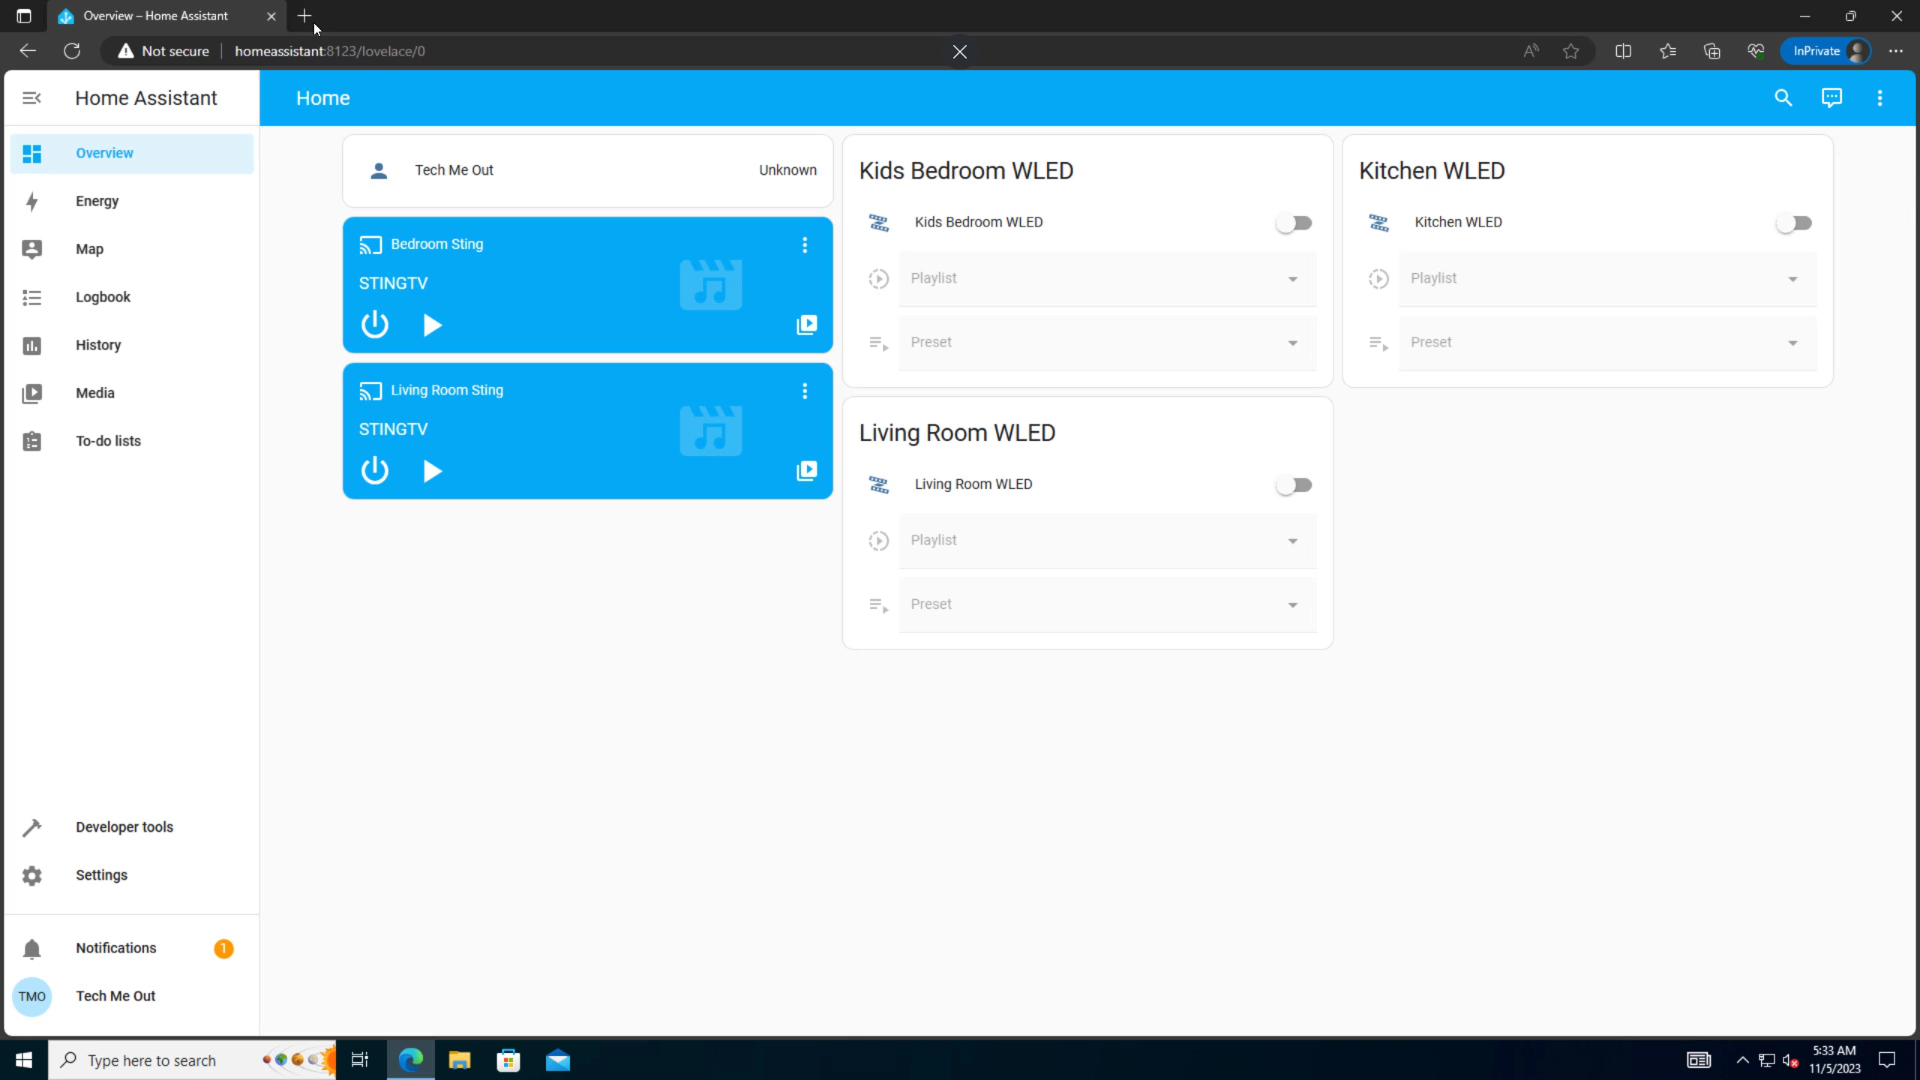 Overview – Home Assistant
Not secure
homeassistant:8123/lovelace/0
InPrivate
Home Assistant
Home
Overview
Energy
Map
Logbook
History
Media
To-do lists
Developer tools
Settings
Notifications
1
TMO
Tech Me Out
Tech Me Out
Unknown
Bedroom Sting
STINGTV
Living Room Sting
STINGTV
Kids Bedroom WLED
Kids Bedroom WLED
Playlist
Preset
Living Room WLED
Living Room WLED
Playlist
Preset
Kitchen WLED
Kitchen WLED
Playlist
Preset
Type here to search
5:33 AM
11/5/2023